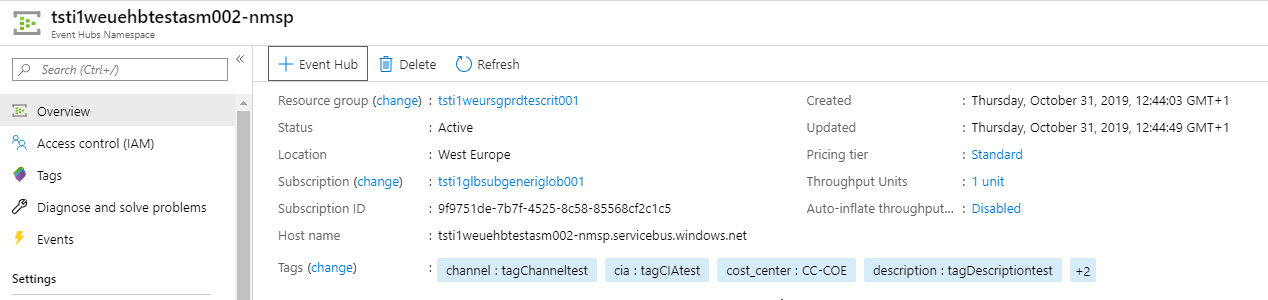 tsti1weuehbtestasm002-nmsp
Event Hubs Namespace
Search (Ctrl+/)
«
Overview
Access control (IAM)
Tags
Diagnose and solve problems
Events
Settings
+ Event Hub Delete Refresh
Resource group (change) : tsti1weursgprdtescrit001 Created : Thursday, October 31, 2019, 12:44:03 GMT+1
Status : Active Updated : Thursday, October 31, 2019, 12:44:49 GMT+1
Location : West Europe Pricing tier : Standard
Subscription (change) : tsti1glbsubgeneriglob001 Throughput Units : 1 unit
Subscription ID : 9f9751de-7b7f-4525-8c58-85568cf2c1c5 Auto-inflate throughput... : Disabled
Host name : tsti1weuehbtestasm002-nmsp.servicebus.windows.net
Tags (change) : channel : tagChanneltest cia : tagCIAtest cost_center : CC-COE description : tagDescriptiontest +2